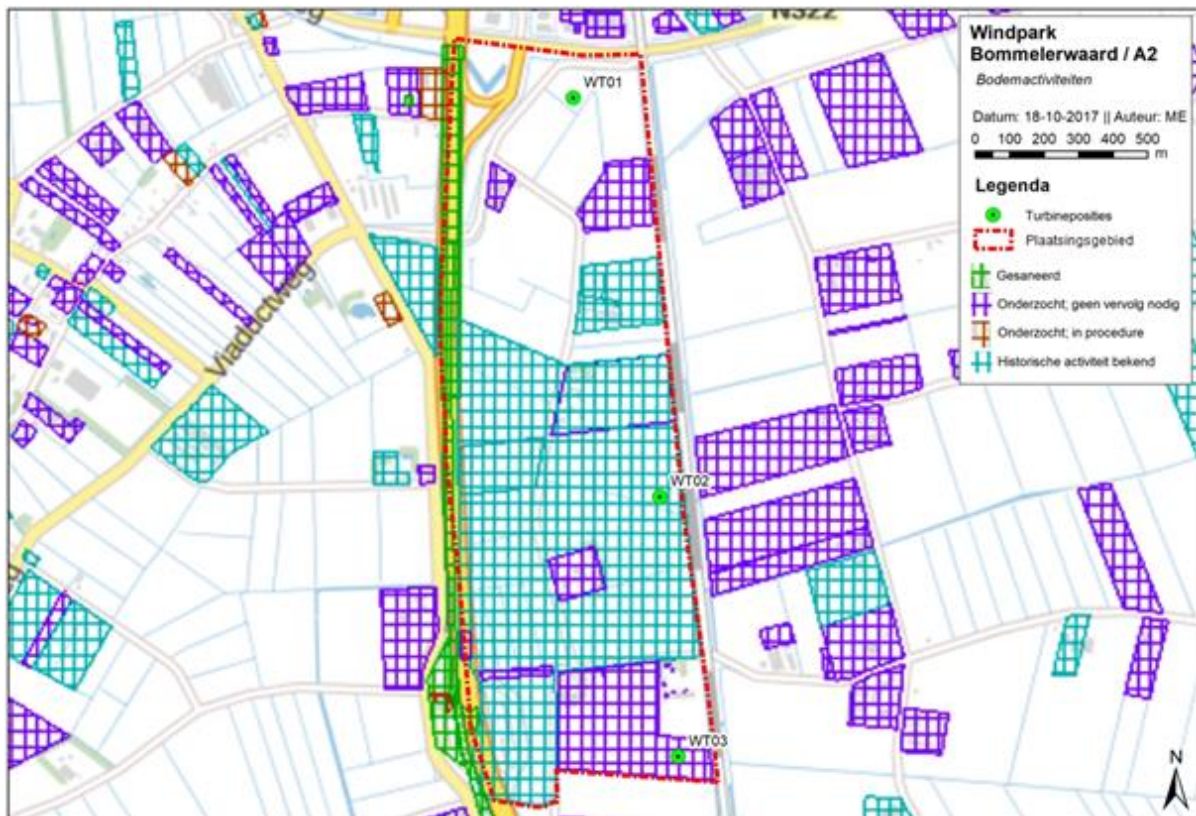 N322
Windpark
Bommelerwaard / A2
Bodemactiviteiten
Datum: 18-10-2017 || Auteur: ME
0 100 200 300 400 500
m
Legenda
Turbineposities
Plaatsingsgebied
Gesaneerd
Onderzocht; geen vervolg nodig
Onderzocht; in procedure
Historische activiteit bekend
WT01
Viaductweg
WT02
WT03
N